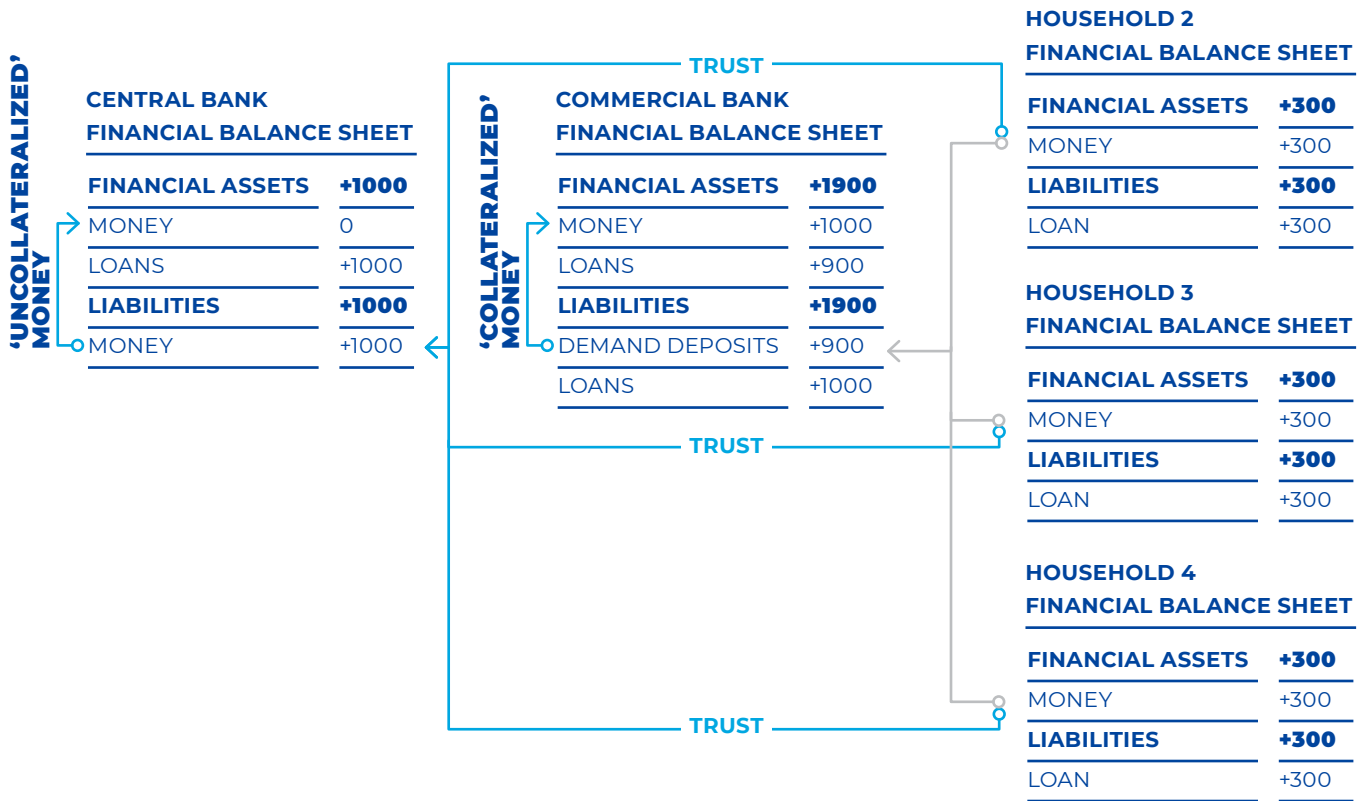 ‘UNCOLLATERALIZED’
MONEY
CENTRAL BANK
FINANCIAL BALANCE SHEET
FINANCIAL ASSETS +1000
MONEY 0
LOANS +1000
LIABILITIES +1000
MONEY +1000
TRUST
TRUST
TRUST
‘COLLATERALIZED’
MONEY
COMMERCIAL BANK
FINANCIAL BALANCE SHEET
FINANCIAL ASSETS +1900
MONEY +1000
LOANS +900
LIABILITIES +1900
DEMAND DEPOSITS +900
LOANS +1000
HOUSEHOLD 2
FINANCIAL BALANCE SHEET
FINANCIAL ASSETS +300
MONEY +300
LIABILITIES +300
LOAN +300
HOUSEHOLD 3
FINANCIAL BALANCE SHEET
FINANCIAL ASSETS +300
MONEY +300
LIABILITIES +300
LOAN +300
HOUSEHOLD 4
FINANCIAL BALANCE SHEET
FINANCIAL ASSETS +300
MONEY +300
LIABILITIES +300
LOAN +300